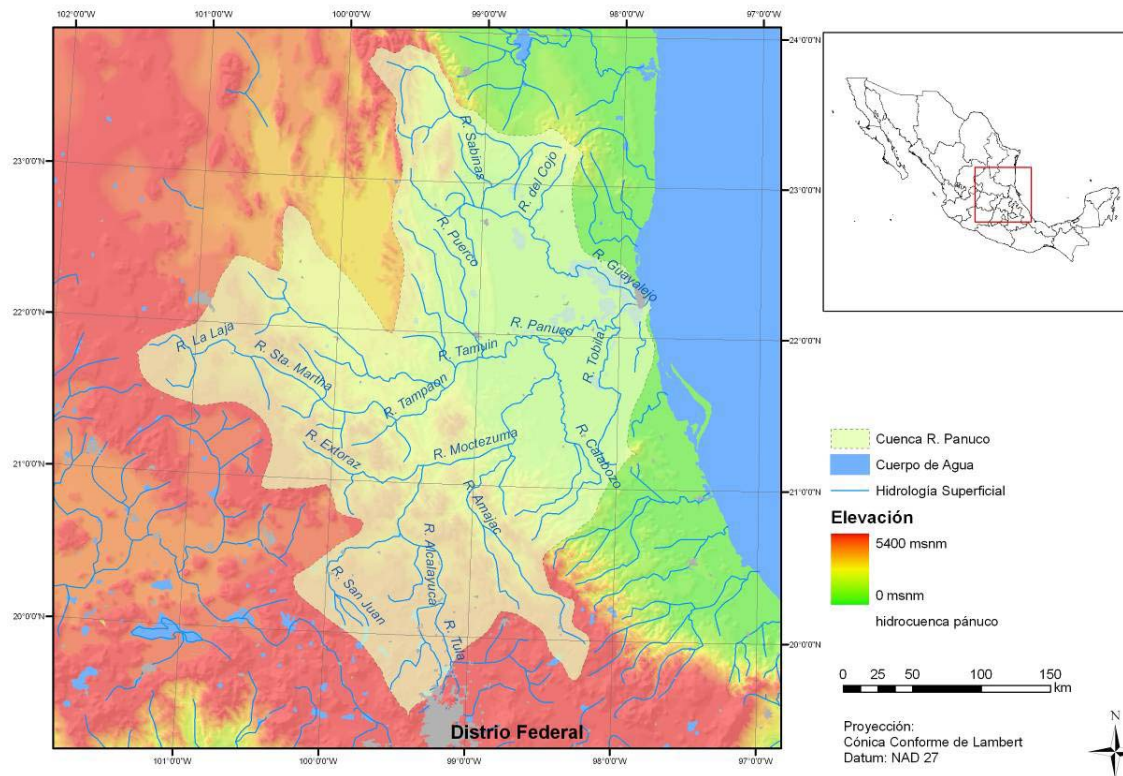 102°0'0"W
101°0'0"W
100°0'0"W
99°0'0"W
98°0'0"W
97°0'0"W
24°0'0"N
23°0'0"N
23°0'0"N
22°0'0"N
22°0'0"N
21°0'0"N
21°0'0"N
20°0'0"N
20°0'0"N
R. Sabinas
R. del Cojo
R. Puerco
R. Guayalejo
R. Panuco
R. Tobila
R. La Laja
R. Tamuin
R. Sta. Martha
R. Tampaon
R. Extoraz
R. Moctezuma
R. Calabozo
R. Amajac
R. Alcalayuca
R. San Juan
R. Tula
Distrio Federal
101°0'0"W
100°0'0"W
99°0'0"W
98°0'0"W
97°0'0"W
Cuenca R. Panuco
Cuerpo de Agua
Hidrología Superficial
Elevación
5400 msnm
0 msnm
hidrocuenca pánuco
0 25 50 100 150
km
Proyección:
Cónica Conforme de Lambert
Datum: NAD 27
N